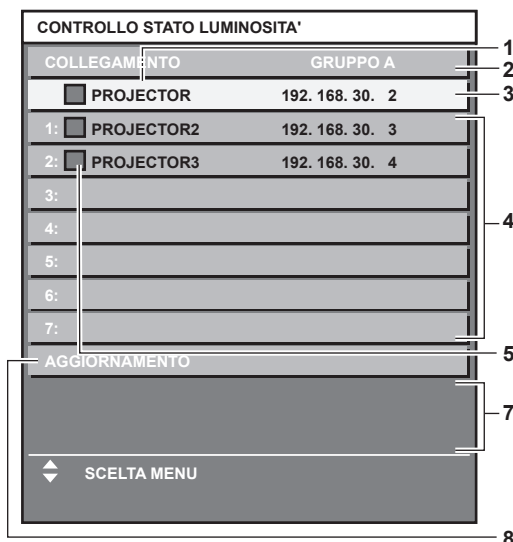 CONTROLLO STATO LUMINOSITA'
COLLEGAMENTO GRUPPO A
PROJECTOR 192. 168. 30. 2
1: PROJECTOR2 192. 168. 30. 3
2: PROJECTOR3 192. 168. 30. 4
3:
4:
5:
6:
7:
AGGIORNAMENTO
SCELTA MENU
1
2
3
4
5
7
8